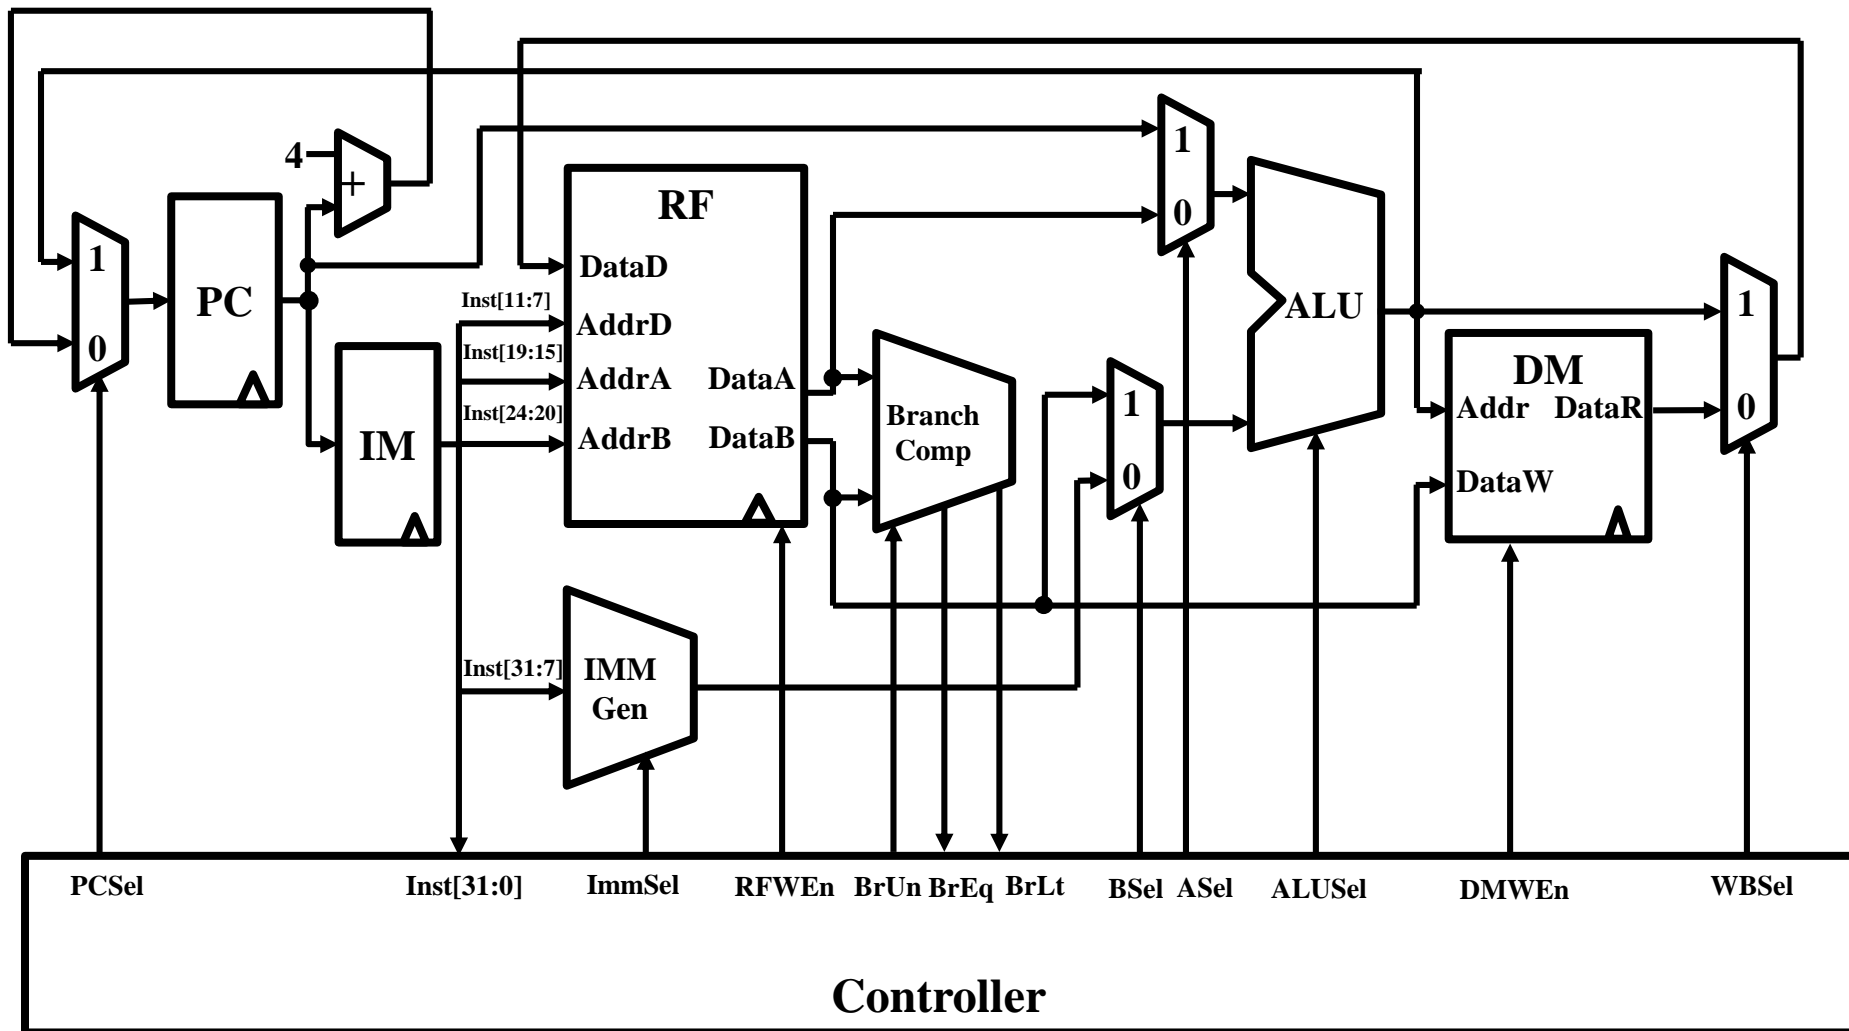 1
4
+
RF
1
0
DataD
1
PC
ALU
1
0
Inst[11:7]
AddrD
Inst[19:15]
AddrA
DataA
DM
Inst[24:20]
IM
AddrB
DataB
Branch
Comp
1
0
Addr
DataR
0
DataW
Inst[31:7]
IMM
Gen
PCSel
Inst[31:0]
ImmSel
RFWEn
BrUn
BrEq
BrLt
BSel
ASel
ALUSel
DMWEn
WBSel
Controller